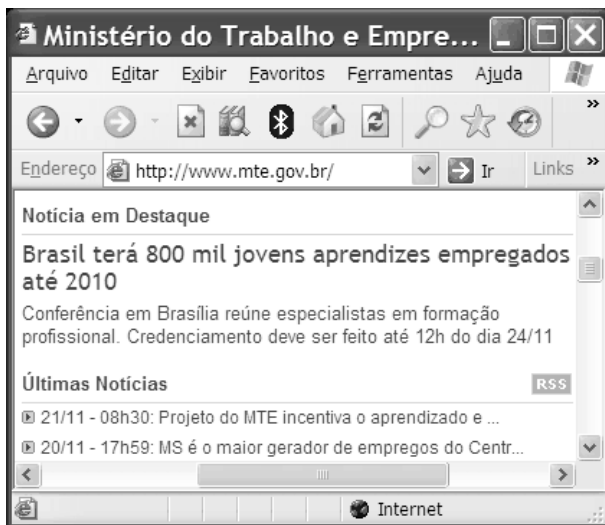 Ministério do Trabalho e Empre...
Arquivo Editar Exibir Favoritos Ferramentas Ajuda
Endereço http://www.mte.gov.br/ Ir Links »
Notícia em Destaque
Brasil terá 800 mil jovens aprendizes empregados
até 2010
Conferência em Brasília reúne especialistas em formação
profissional. Credenciamento deve ser feito até 12h do dia 24/11
Últimas Notícias RSS
21/11 - 08h30: Projeto do MTE incentiva o aprendizado e ...
20/11 - 17h59: MS é o maior gerador de empregos do Centr...
Internet